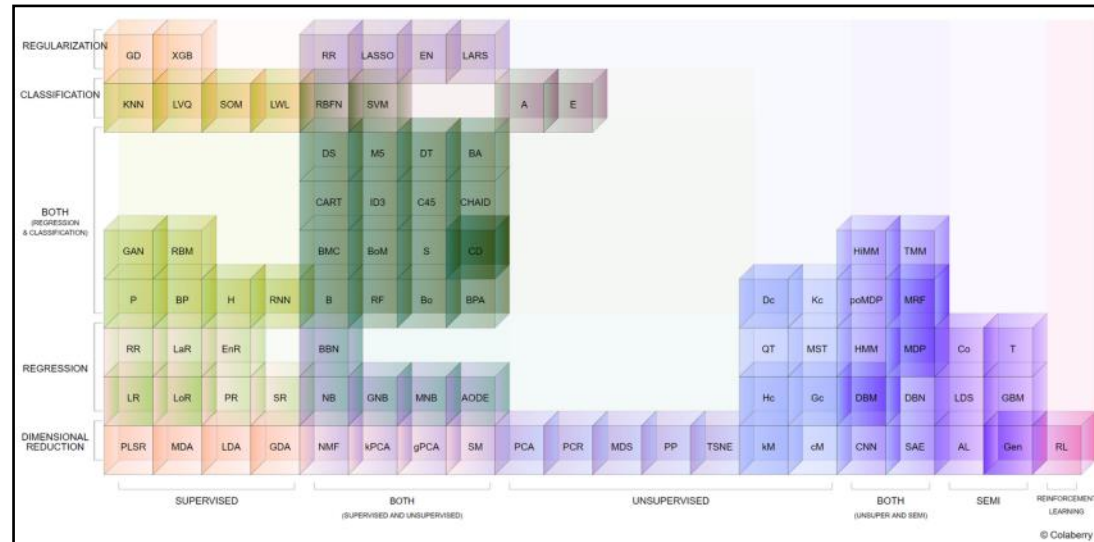 REGULARIZATION
GD XGB RR LASSO EN LARS
CLASSIFICATION
KNN LVQ SOM LWL RBFN SVM A E
DS M5 DT BA
BOTH
(REGRESSION
& CLASSIFICATION)
CART ID3 C45 CHAID
GAN RBM BMC BoM S CD HiMM TMM
P BP H RNN B RF Bo BPA Dc Kc poMDP MRF
RR LaR EnR BBN QT MST HMM MDP Co T
REGRESSION
LR LoR PR SR NB GNB MNB AODE Hc Gc DBM DBN LDS GBM
DIMENSIONAL
REDUCTION
PLSR MDA LDA GDA NMF kPCA gPCA SM PCA PCR MDS PP TSNE kM cM CNN SAE AL Gen RL
SUPERVISED
BOTH
(SUPERVISED AND UNSUPERVISED)
UNSUPERVISED
BOTH
(UNSUPER AND SEMI)
SEMI
REINFORCEMENT
LEARNING
© Colaberry